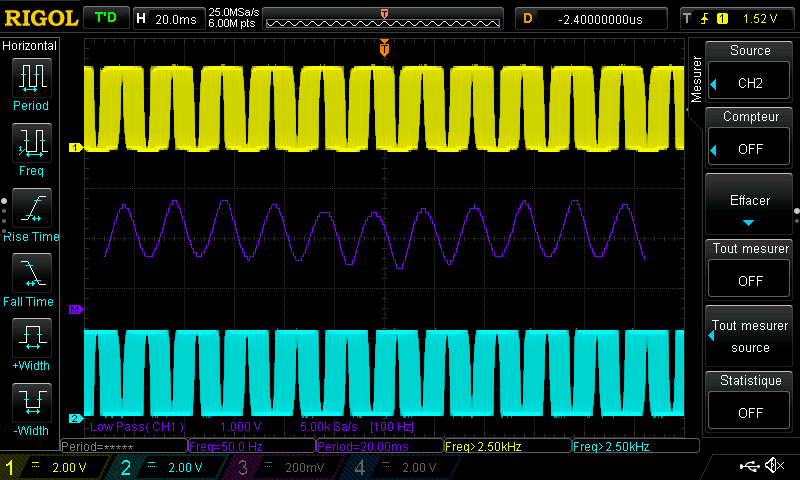 RIGOL T'D H 20.0ms 25.0MSa/s 6.00M pts T D -2.40000000us T 1 1.52 V
Horizontal
Period
Freq
Rise Time
Fall Time
+Width
-Width
T
1
M
2
Low Pass( CH1 ) 1.000 V 5.00k Sa/s [100 Hz]
Period=***** Freq=50.0 Hz Period=20.00ms Freq>2.50kHz Freq>2.50kHz
1 2.00 V 2 2.00 V 3 200mV 4 2.00 V
Mesurer
Source
CH2
Compteur
OFF
Effacer
Tout mesurer
OFF
Tout mesurer
source
Statistique
OFF